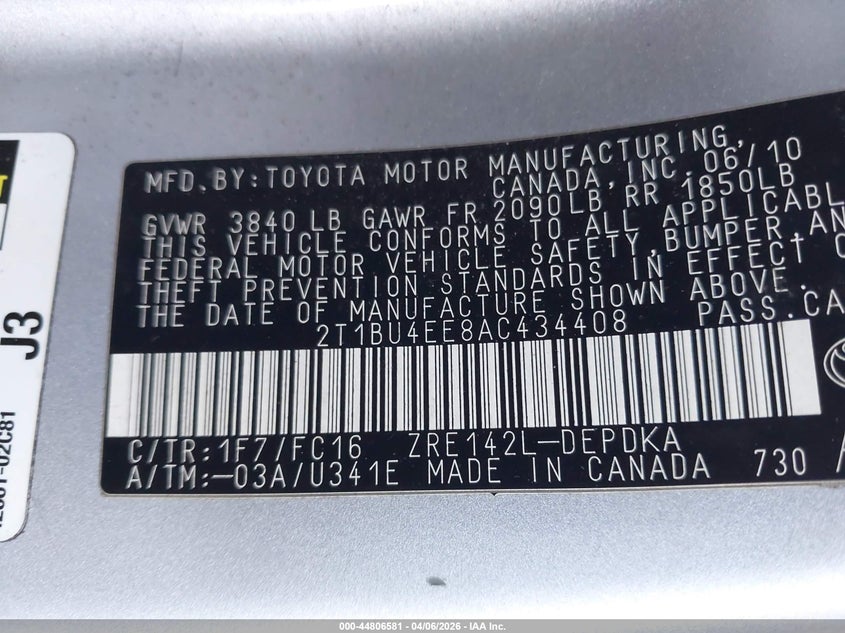 MFD. BY: TOYOTA MOTOR MANUFACTURING,
CANADA, INC. 06/10
GVWR 3840 LB GAWR FR 2090LB, RR 1850LB
THIS VEHICLE CONFORMS TO ALL APPLICABL
FEDERAL MOTOR VEHICLE SAFETY, BUMPER, AN
THEFT PREVENTION STANDARDS IN EFFECT O
THE DATE OF MANUFACTURE SHOWN ABOVE.
2T1BU4EE8AC434408 PASS.CA
C/TR: 1F7/FC16 ZRE142L-DEPDKA
A/TM:-03A/U341E MADE IN CANADA 730
J3
000-44806581 - 04/06/2026 - IAA Inc.